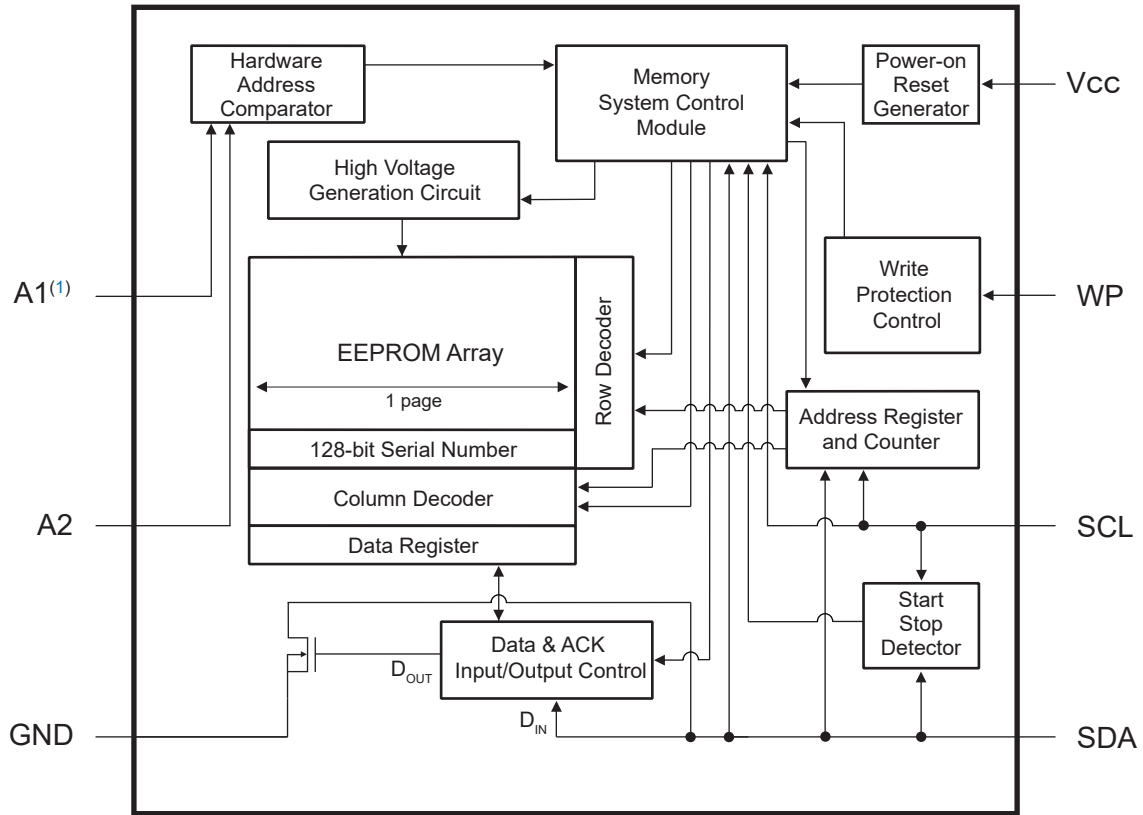 Hardware
Address
Comparator
Memory
System Control
Module
Power-on
Reset
Generator
Vcc
High Voltage
Generation Circuit
A1(1)
Write
Protection
Control
WP
EEPROM Array
1 page
Row Decoder
Address Register
and Counter
128-bit Serial Number
Column Decoder
A2
SCL
Data Register
Start
Stop
Detector
Data & ACK
Input/Output Control
DOUT
DIN
GND
SDA